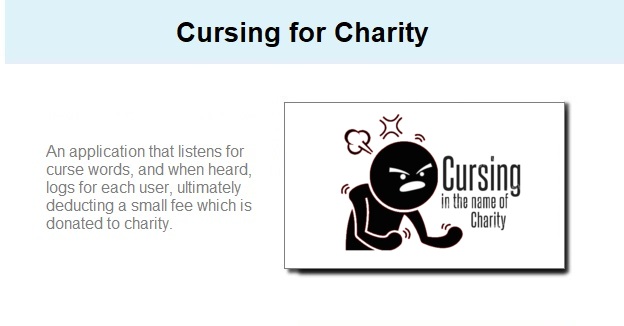 Cursing for Charity
An application that listens for
curse words, and when heard,
logs for each user, ultimately
deducting a small fee which is
donated to charity.
Cursing
in the name of
Charity